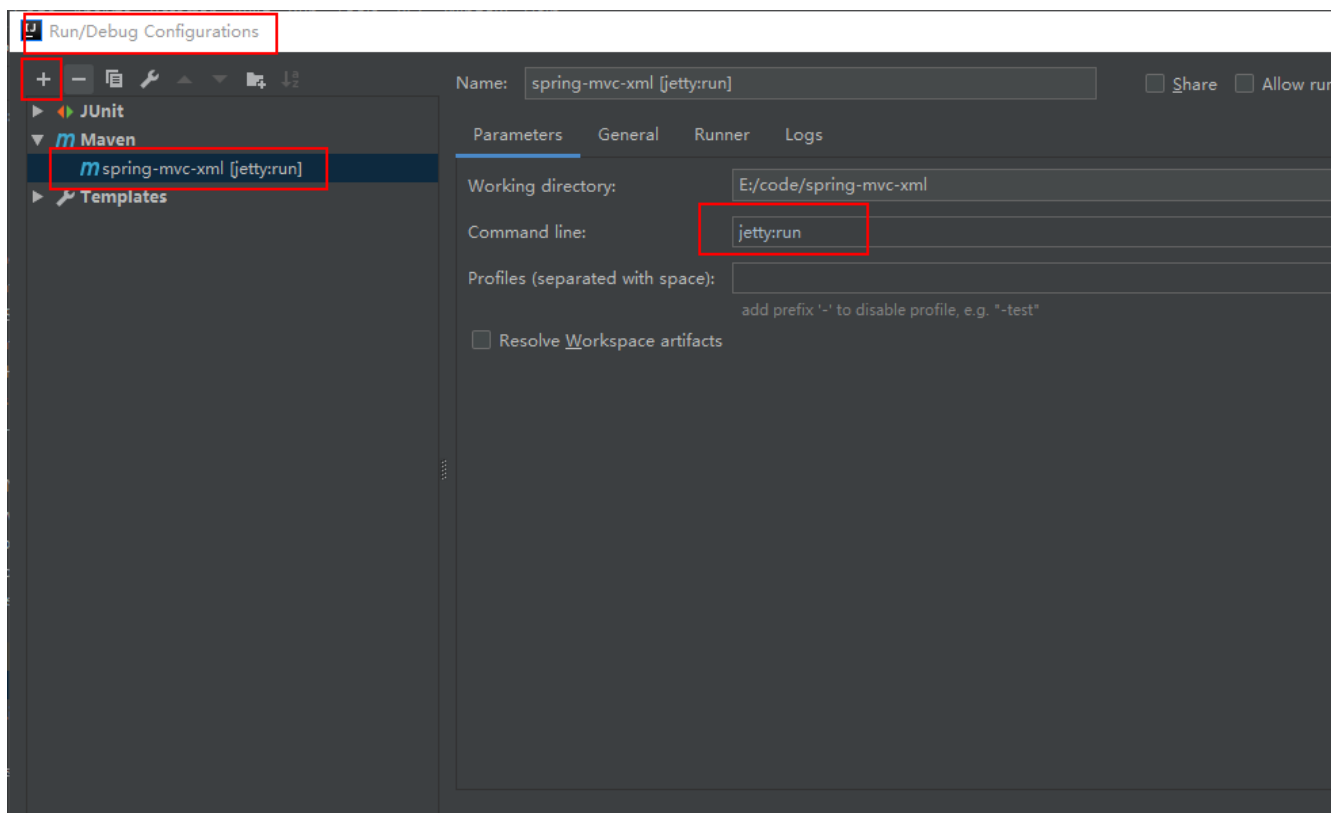 Run/Debug Configurations
Name: spring-mvc-xml [jetty:run] Share Allow run
JUnit
Maven
spring-mvc-xml [jetty:run]
Templates
Parameters General Runner Logs
Working directory: E:/code/spring-mvc-xml
Command line: jetty:run
Profiles (separated with space):
add prefix '-' to disable profile, e.g. "-test"
Resolve Workspace artifacts